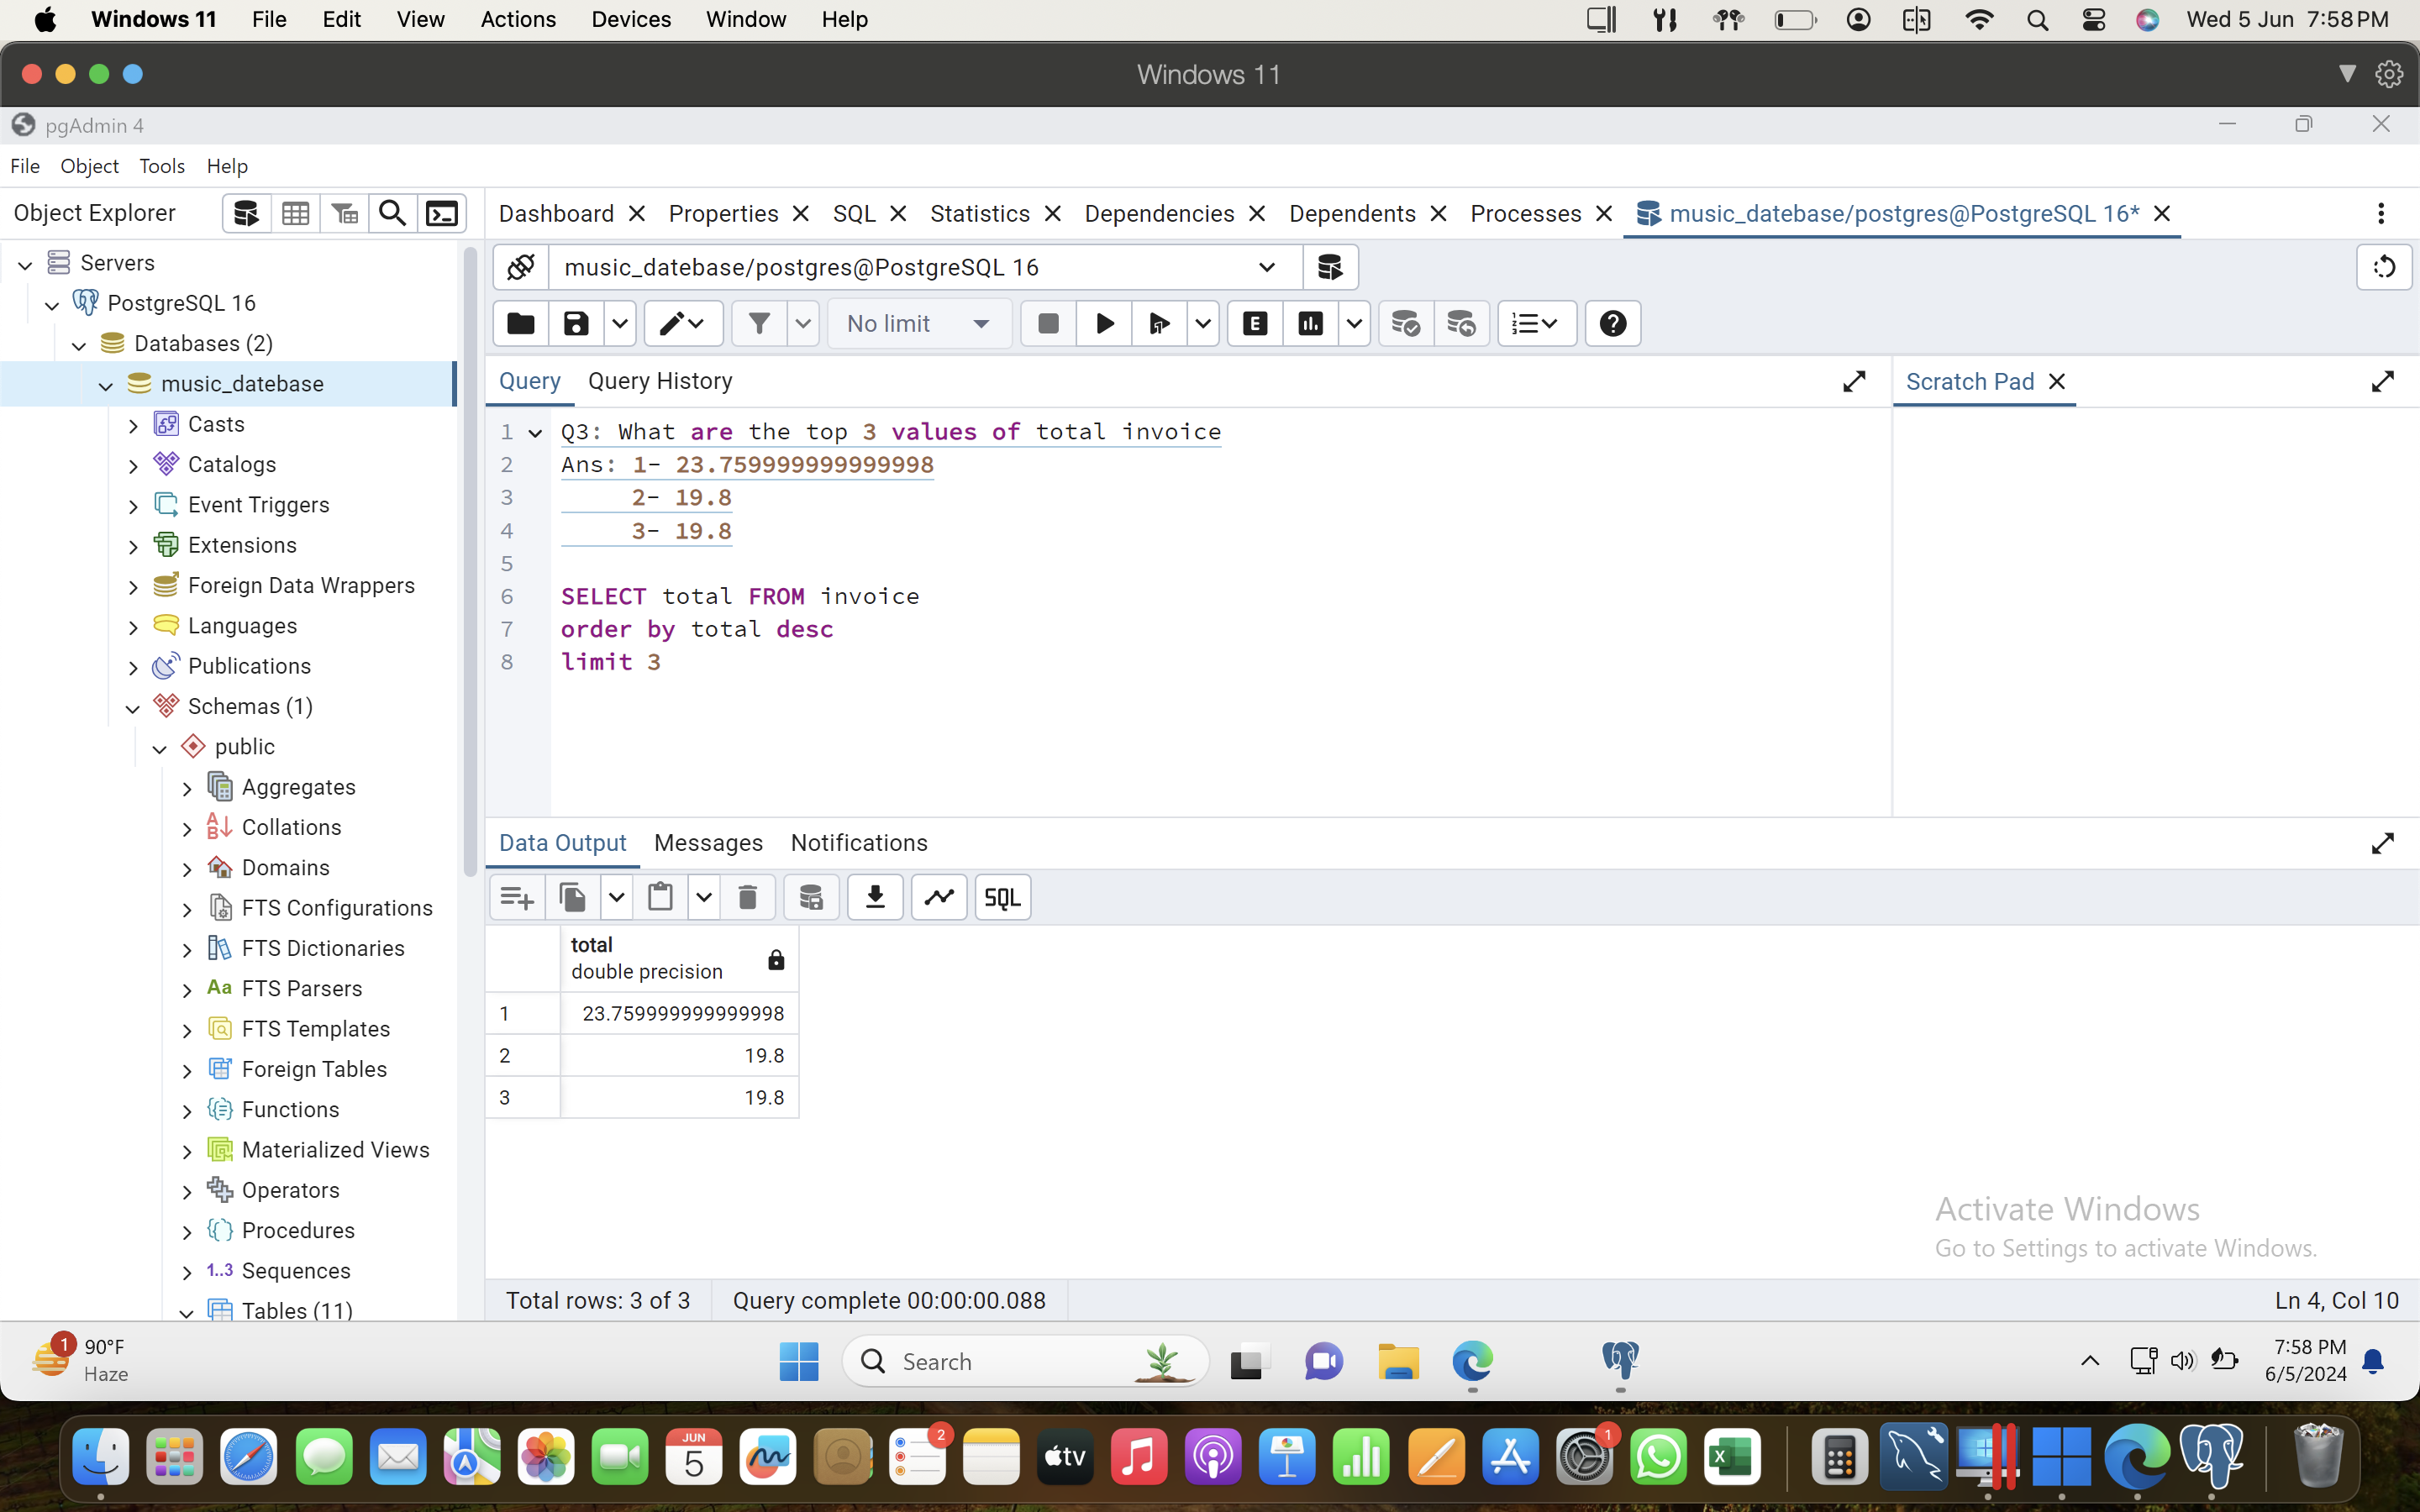 Windows 11 File Edit View Actions Devices Window Help Wed 5 Jun 7:58 PM
Windows 11
pgAdmin 4
File Object Tools Help
Object Explorer
Dashboard Properties SQL Statistics Dependencies Dependents Processes music_datebase/postgres@PostgreSQL 16*
Servers
PostgreSQL 16
Databases (2)
music_datebase
Casts
Catalogs
Event Triggers
Extensions
Foreign Data Wrappers
Languages
Publications
Schemas (1)
public
Aggregates
Collations
Domains
FTS Configurations
FTS Dictionaries
Aa FTS Parsers
FTS Templates
Foreign Tables
Functions
Materialized Views
Operators
Procedures
1..3 Sequences
Tables (11)
music_datebase/postgres@PostgreSQL 16
No limit E
Query Query History
Scratch Pad
1 Q3: What are the top 3 values of total invoice
2 Ans: 1- 23.759999999999998
3 2- 19.8
4 3- 19.8
5
6 SELECT total FROM invoice
7 order by total desc
8 limit 3
Data Output Messages Notifications
SQL
total
double precision
1 23.759999999999998
2 19.8
3 19.8
Activate Windows
Go to Settings to activate Windows.
Total rows: 3 of 3 Query complete 00:00:00.088 Ln 4, Col 10
1 90°F
Haze
Search
7:58 PM
6/5/2024
JUN
5
2
tv
1